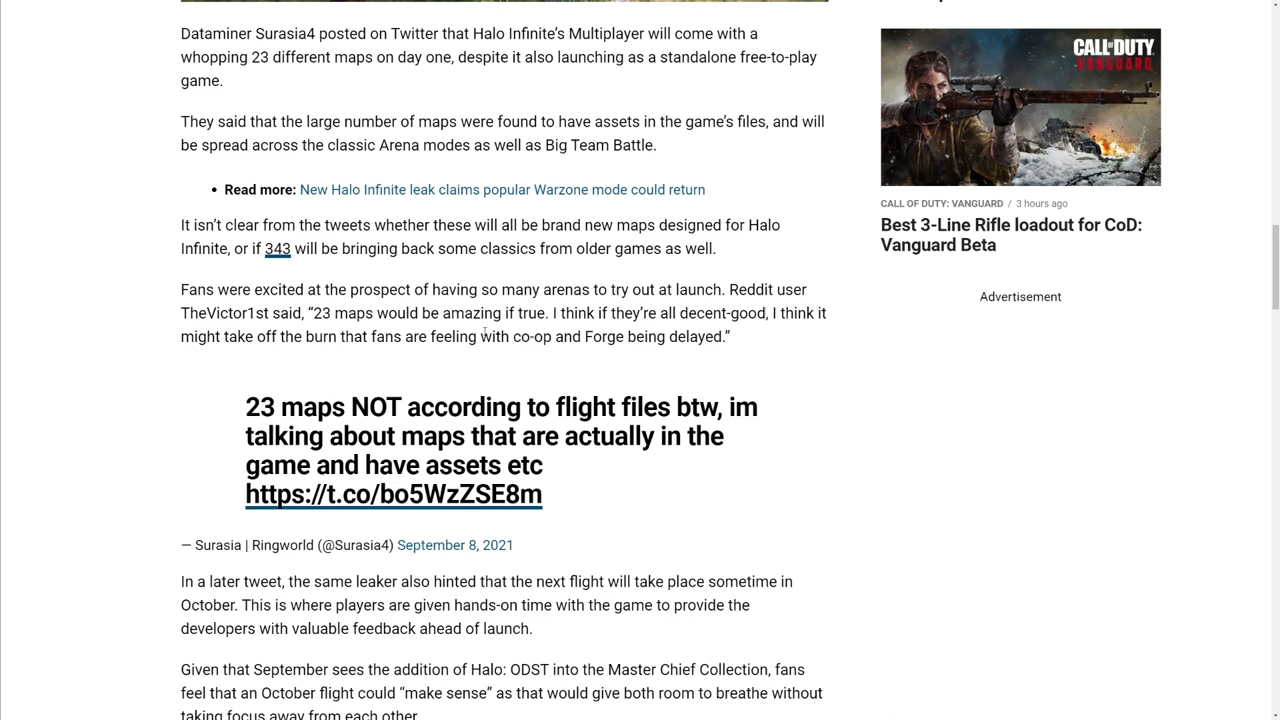 Dataminer Surasia4 posted on Twitter that Halo Infinite’s Multiplayer will come with a
whopping 23 different maps on day one, despite it also launching as a standalone free-to-play
game.
They said that the large number of maps were found to have assets in the game’s files, and will
be spread across the classic Arena modes as well as Big Team Battle.
• Read more: New Halo Infinite leak claims popular Warzone mode could return
It isn’t clear from the tweets whether these will all be brand new maps designed for Halo
Infinite, or if 343 will be bringing back some classics from older games as well.
Fans were excited at the prospect of having so many arenas to try out at launch. Reddit user
TheVictor1st said, “23 maps would be amazing if true. I think if they’re all decent-good, I think it
might take off the burn that fans are feeling with co-op and Forge being delayed.”
23 maps NOT according to flight files btw, im
talking about maps that are actually in the
game and have assets etc
https://t.co/bo5WzZSE8m
— Surasia | Ringworld (@Surasia4) September 8, 2021
In a later tweet, the same leaker also hinted that the next flight will take place sometime in
October. This is where players are given hands-on time with the game to provide the
developers with valuable feedback ahead of launch.
Given that September sees the addition of Halo: ODST into the Master Chief Collection, fans
feel that an October flight could “make sense” as that would give both room to breathe without
taking focus away from each other.
CALL OF DUTY
VANGUARD
CALL OF DUTY: VANGUARD / 3 hours ago
Best 3-Line Rifle loadout for CoD:
Vanguard Beta
Advertisement